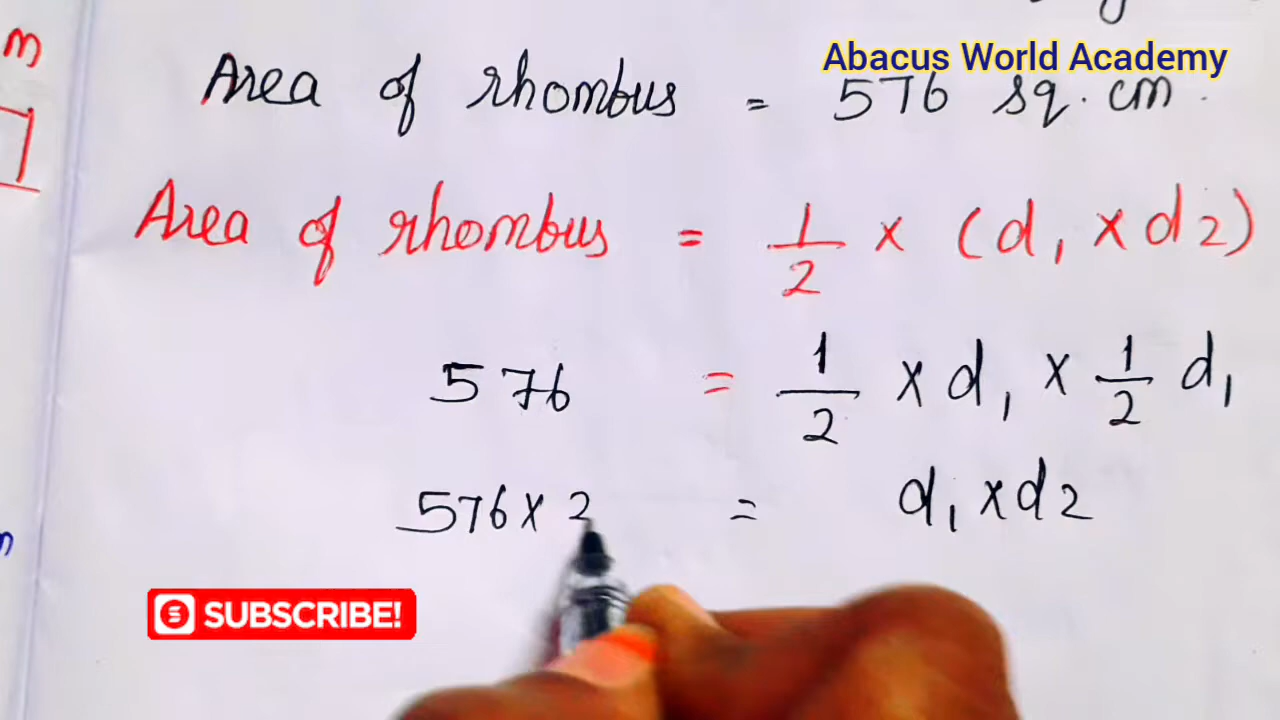 Abacus World Academy
Area of rhombus = 576 sq. cm.
Area of rhombus = 1/2 × (d1 × d2)
576 = 1/2 × d1 × 1/2 d1
576 × 2 = d1 × d2
SUBSCRIBE!
m
7